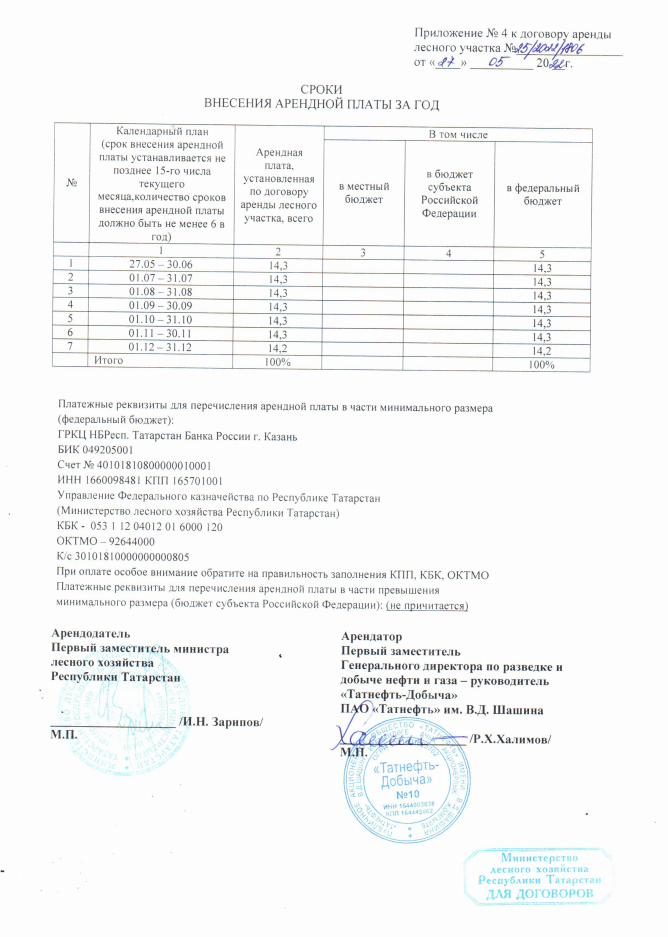 Приложение № 4 к договору аренды
лесного участка № 
от «27» 05 2022г.
СРОКИ
ВНЕСЕНИЯ АРЕНДНОЙ ПЛАТЫ ЗА ГОД
№
Календарный план
(срок внесения арендной
платы устанавливается не
позднее 15-го числа
текущего
месяца,количество сроков
внесения арендной платы
должно быть не менее 6 в
год)
Арендная
плата,
установленная
по договору
аренды лесного
участка, всего
В том числе
в местный
бюджет
в бюджет
субъекта
Российской
Федерации
в федеральный
бюджет
1 2 3 4 5
1 27.05 – 30.06 14,3 14,3
2 01.07 – 31.07 14,3 14,3
3 01.08 – 31.08 14,3 14,3
4 01.09 – 30.09 14,3 14,3
5 01.10 – 31.10 14,3 14,3
6 01.11 – 30.11 14,3 14,3
7 01.12 – 31.12 14,2 14,2
Итого 100% 100%
Платежные реквизиты для перечисления арендной платы в части минимального размера
(федеральный бюджет):
ГРКЦ НБРесп. Татарстан Банка России г. Казань
БИК 049205001
Счет № 40101810800000010001
ИНН 1660098481 КПП 165701001
Управление Федерального казначейства по Республике Татарстан
(Министерство лесного хозяйства Республики Татарстан)
КБК - 053 1 12 04012 01 6000 120
ОКТМО – 92644000
К/с 30101810000000000805
При оплате особое внимание обратите на правильность заполнения КПП, КБК, ОКТМО
Платежные реквизиты для перечисления арендной платы в части превышения
минимального размера (бюджет субъекта Российской Федерации): (не причитается)
Арендодатель
Первый заместитель министра
лесного хозяйства
Республики Татарстан
/И.Н. Зарипов/
М.П.
Арендатор
Первый заместитель
Генерального директора по разведке и
добыче нефти и газа – руководитель
«Татнефть-Добыча»
ПАО «Татнефть» им. В.Д. Шашина
/Р.Х.Халимов/
М.П.
«Татнефть-
Добыча»
№10
Министерство
лесного хозяйства
Республики Татарстан
ДЛЯ ДОГОВОРОВ